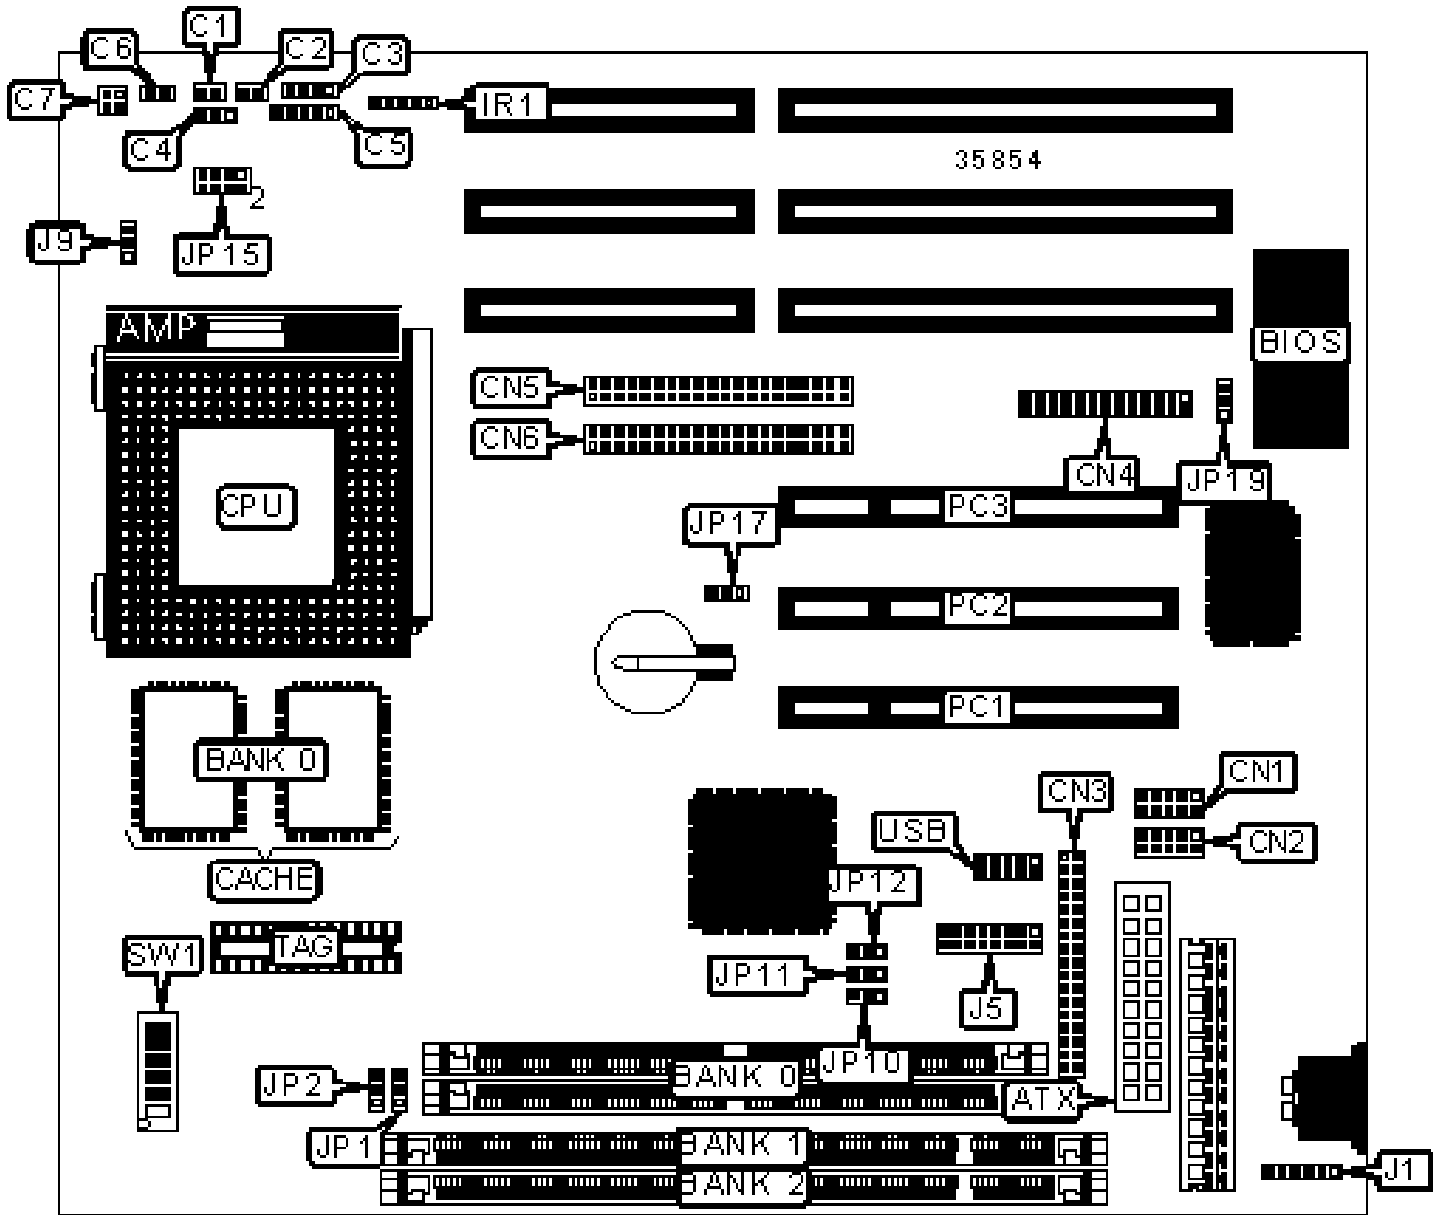 C1
C6
C2
C3
C7
IR1
C4
C5
35854
2
J9
JP15
AMP
BIOS
CN5
CN6
CN4
JP19
CPU
PC3
JP17
PC2
PC1
BANK 0
CN1
CN3
USB
CN2
CACHE
JP12
SW1
TAG
JP11
J5
JP10
BANK 0
JP2
ATX
JP1
BANK 1
J1
BANK 2